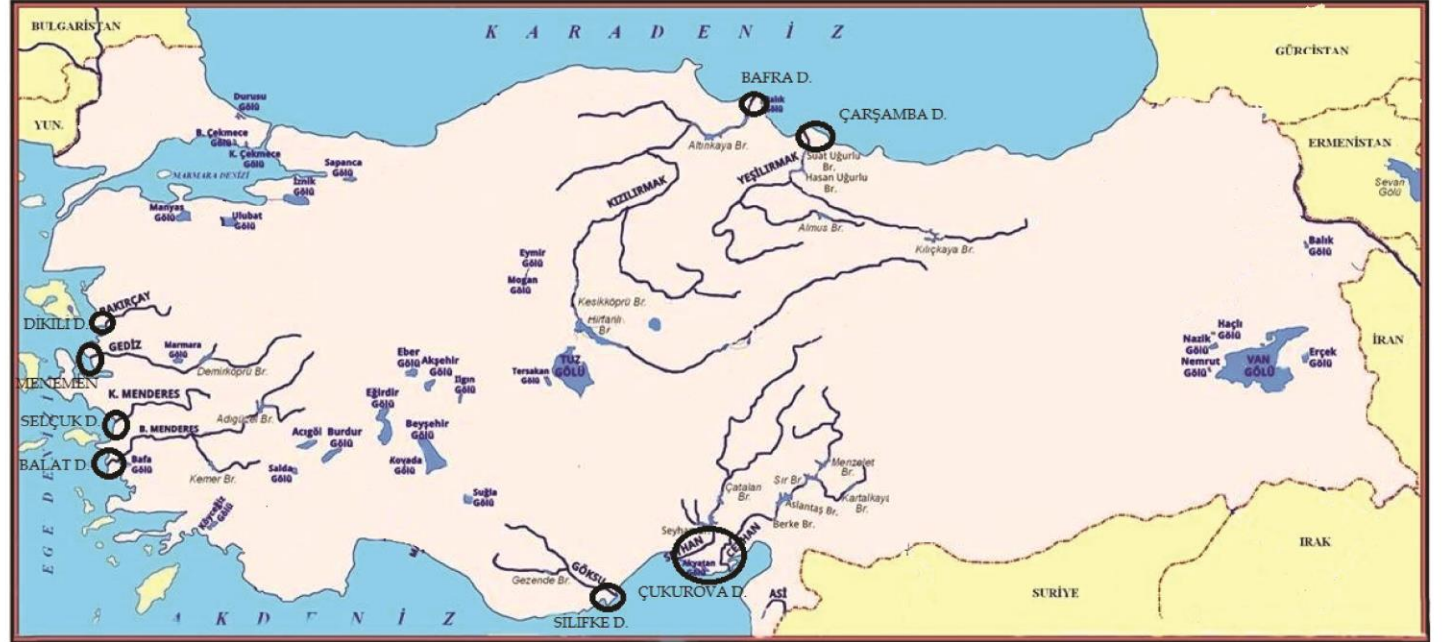 BULGARİSTAN
K A R A D E N İ Z
GÜRCİSTAN
BAFRA D.
Durusu
Gölü
ÇARŞAMBA D.
YUN.
B. Çekmece
Gölü
K. Çekmece
Gölü
Altınkaya Br.
ERMENİSTAN
MARMARA DENİZİ
Sapanca
Gölü
İznik
Gölü
Suat Uğurlu
Br.
Hasan Uğurlu
Br.
YEŞİLIRMAK
KIZILIRMAK
Sevan
Gölü
Manyas
Gölü
Ulubat
Gölü
Almus Br.
Kılıçkaya Br.
Balık
Gölü
Eymir
Gölü
Mogan
Gölü
Kesikköprü Br.
Hirfanlı
Br
BAKIRÇAY
DİKİLİ D.
GEDİZ
Marmara
Gölü
Demirköprü Br.
Haçlı
Gölü
Nazik
Gölü
Nemrut
Gölü
VAN
GÖLÜ
Erçek
Gölü
İRAN
Eber
Gölü
Akşehir
Gölü
Ilgın
Gölü
Tersakan
Gölü
TUZ
GÖLÜ
MENEMEN
K. MENDERES
Eğirdir
Gölü
SELÇUK D.
Adıgüzel Br.
B. MENDERES
Acıgöl
Burdur
Gölü
Beyşehir
Gölü
BALAT D.
Bafa
Gölü
Kemer Br.
Salda
Gölü
Kovada
Gölü
Menzelet
Br.
Sır Br
Kartalkaya
Br.
Çatalan
Br.
Aslantaş Br.
Berke Br.
Suğla
Gölü
Köyceğiz
Gölü
SEYHAN
CEYHAN
Akyatan
Gölü
EGE DENİZİ
Gezende Br.
GÖKSU
ÇUKUROVA D.
SİLİFKE D.
ASİ
SURİYE
IRAK
A K D E N İ Z